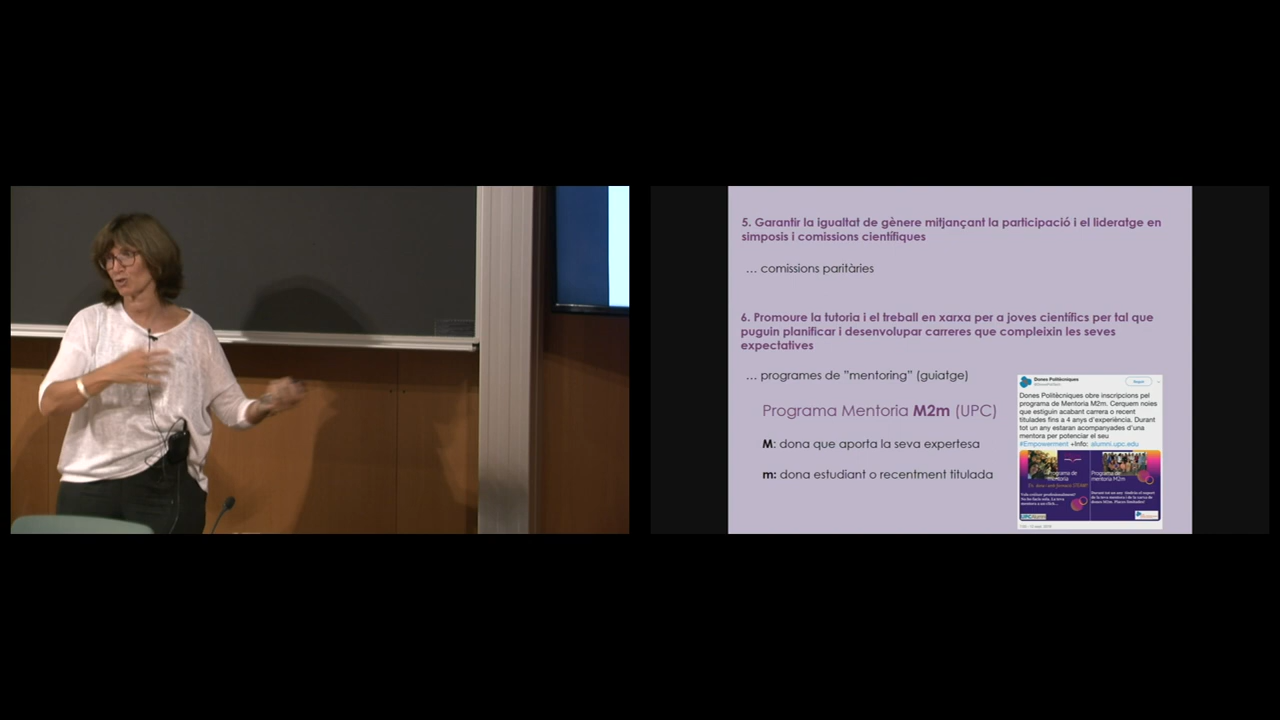 5. Garantir la igualtat de gènere mitjançant la participació i el lideratge en
simposis i comissions científiques
... comissions paritàries
6. Promoure la tutoria i el treball en xarxa per a joves científics per tal que
puguin planificar i desenvolupar carreres que compleixin les seves
expectatives
... programes de "mentoring" (guiatge)
Programa Mentoria M2m (UPC)
M: dona que aporta la seva expertesa
m: dona estudiant o recentment titulada
Dones Politècniques
Dones Politècniques obre inscripcions pel
programa de Mentoria M2m. Cerquem noies
que estiguin acabant carrera o recent
titulades fins a 4 anys d'experiència. Durant
tot un any estaran acompanyades d'una
mentora per potenciar el seu
#Empowerment +Info: alumni.upc.edu
Programa de
mentoria M2m